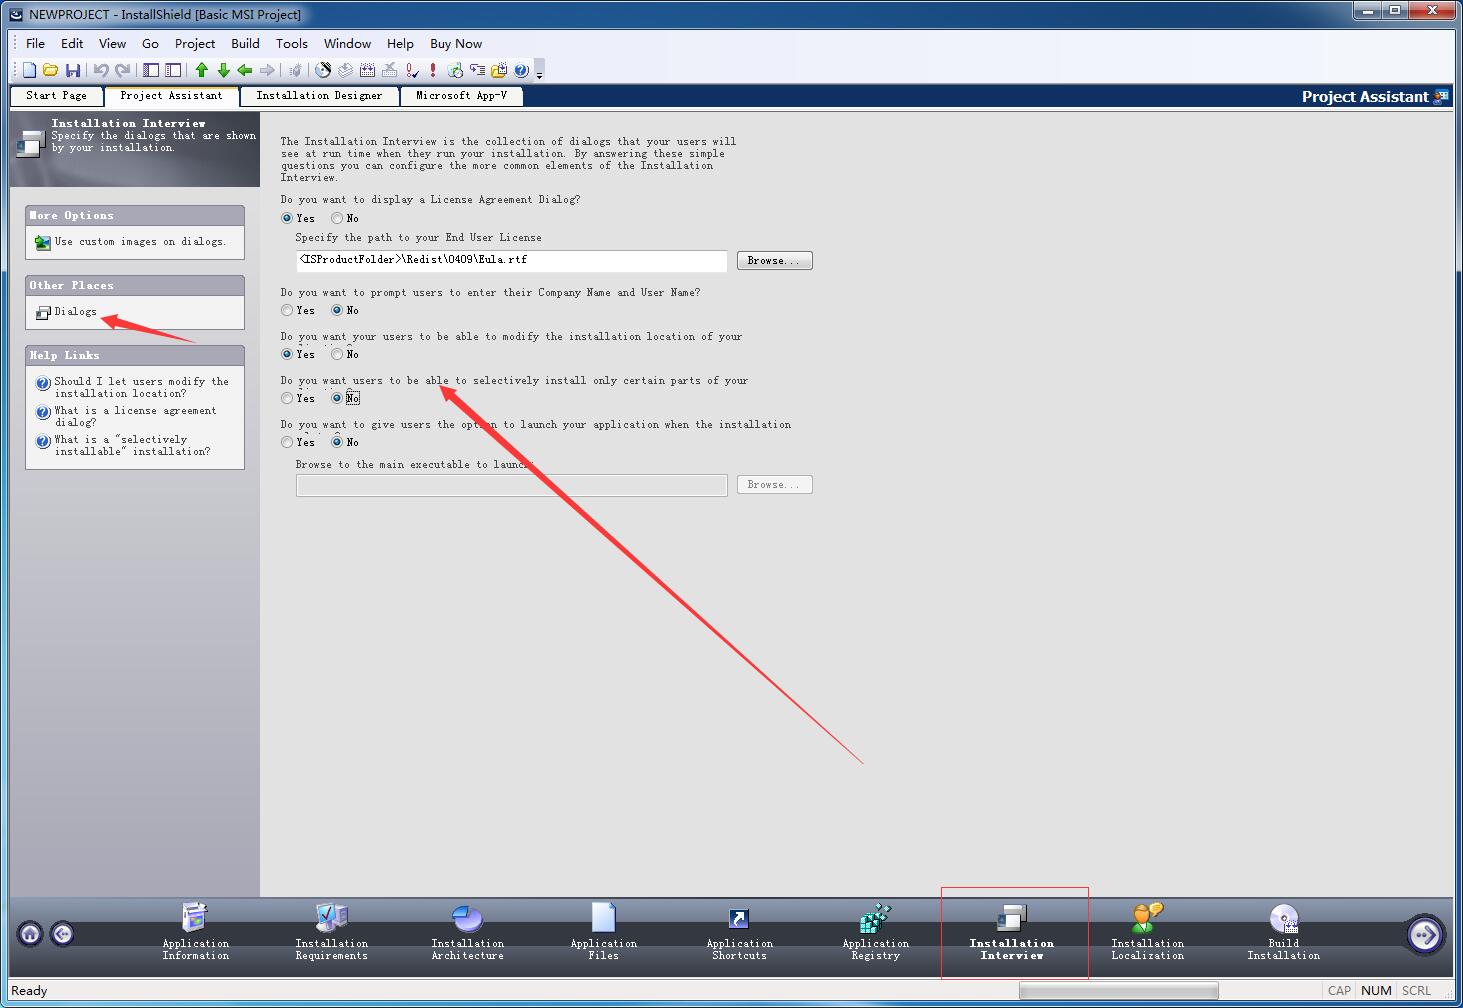 NEWPROJECT - InstallShield [Basic MSI Project]
File Edit View Go Project Build Tools Window Help Buy Now
Start Page Project Assistant Installation Designer Microsoft App-V Project Assistant
Installation Interview
Specify the dialogs that are shown
by your installation.
More Options
Use custom images on dialogs.
Other Places
Dialogs
Help Links
Should I let users modify the
installation location?
What is a license agreement
dialog?
What is a "selectively
installable" installation?
The Installation Interview is the collection of dialogs that your users will
see at run time when they run your installation. By answering these simple
questions you can configure the more common elements of the Installation
Interview.
Do you want to display a License Agreement Dialog?
Yes No
Specify the path to your End User License
<ISProductFolder>\Redist\0409\Eula.rtf Browse...
Do you want to prompt users to enter their Company Name and User Name?
Yes No
Do you want your users to be able to modify the installation location of your
Yes No
Do you want users to be able to selectively install only certain parts of your
Yes No
Do you want to give users the option to launch your application when the installation
Yes No
Browse to the main executable to launch:
Browse...
Application
Information
Installation
Requirements
Installation
Architecture
Application
Files
Application
Shortcuts
Application
Registry
Installation
Interview
Installation
Localization
Build
Installation
Ready CAP NUM SCRL